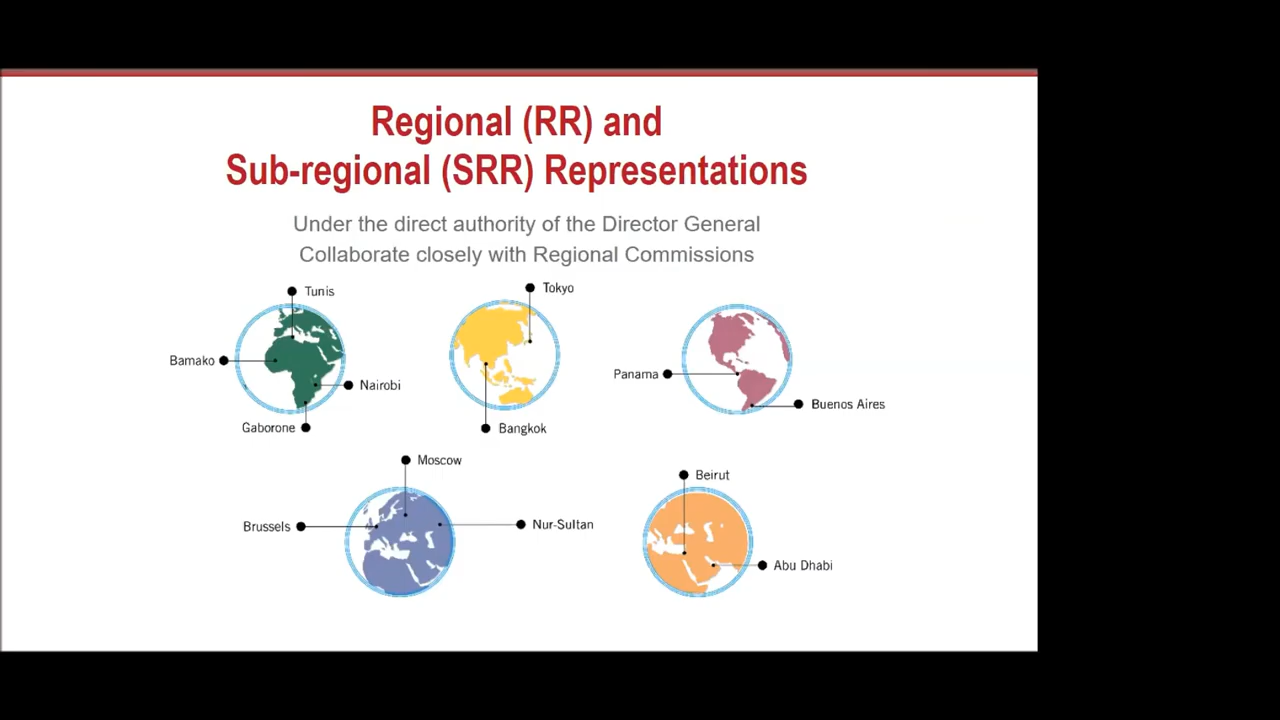 Regional (RR) and
Sub-regional (SRR) Representations
Under the direct authority of the Director General
Collaborate closely with Regional Commissions
Tunis
Bamako
Nairobi
Gaborone
Tokyo
Bangkok
Panama
Buenos Aires
Moscow
Brussels
Nur-Sultan
Beirut
Abu Dhabi